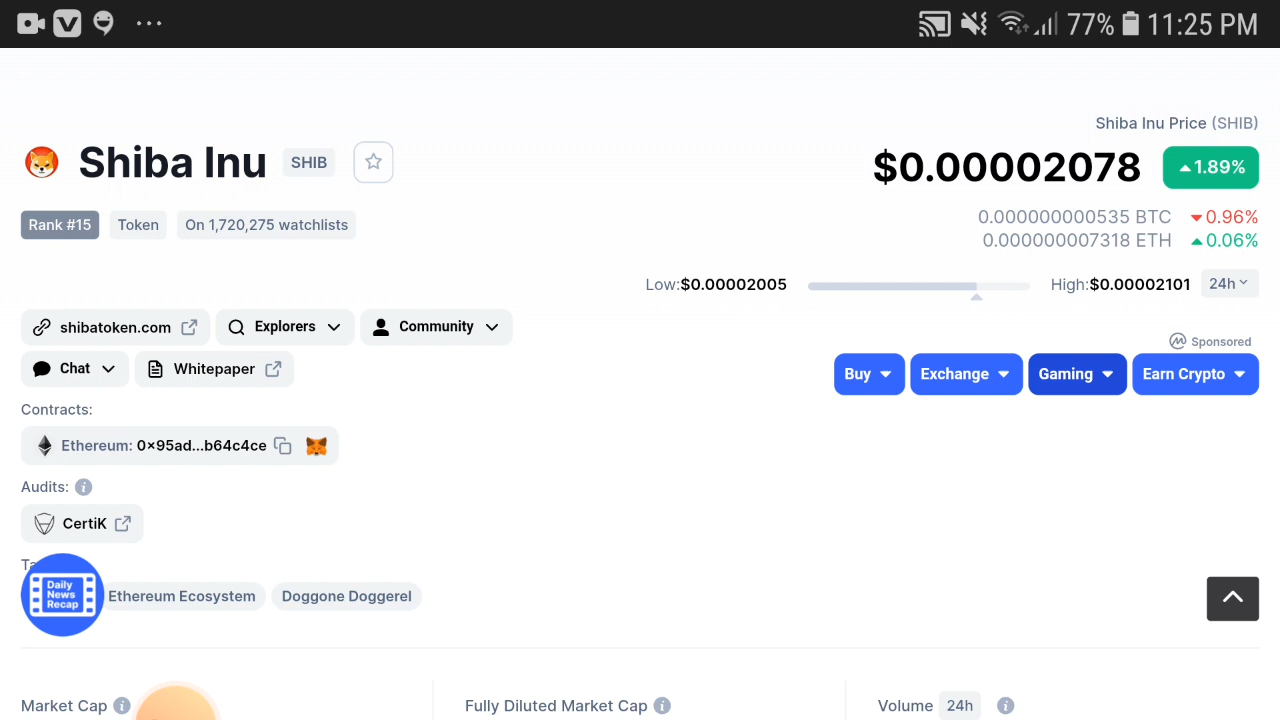 77% 11:25 PM
Shiba Inu Price (SHIB)
Shiba Inu SHIB
$0.00002078 1.89%
Rank #15 Token On 1,720,275 watchlists
0.000000000535 BTC 0.96%
0.000000007318 ETH 0.06%
Low:$0.00002005 High:$0.00002101 24h
shibatoken.com Explorers Community
Sponsored
Chat Whitepaper
Buy Exchange Gaming Earn Crypto
Contracts:
Ethereum: 0x95ad...b64c4ce
Audits:
CertiK
Daily
News
Recap
Ethereum Ecosystem Doggone Doggerel
Market Cap Fully Diluted Market Cap Volume 24h